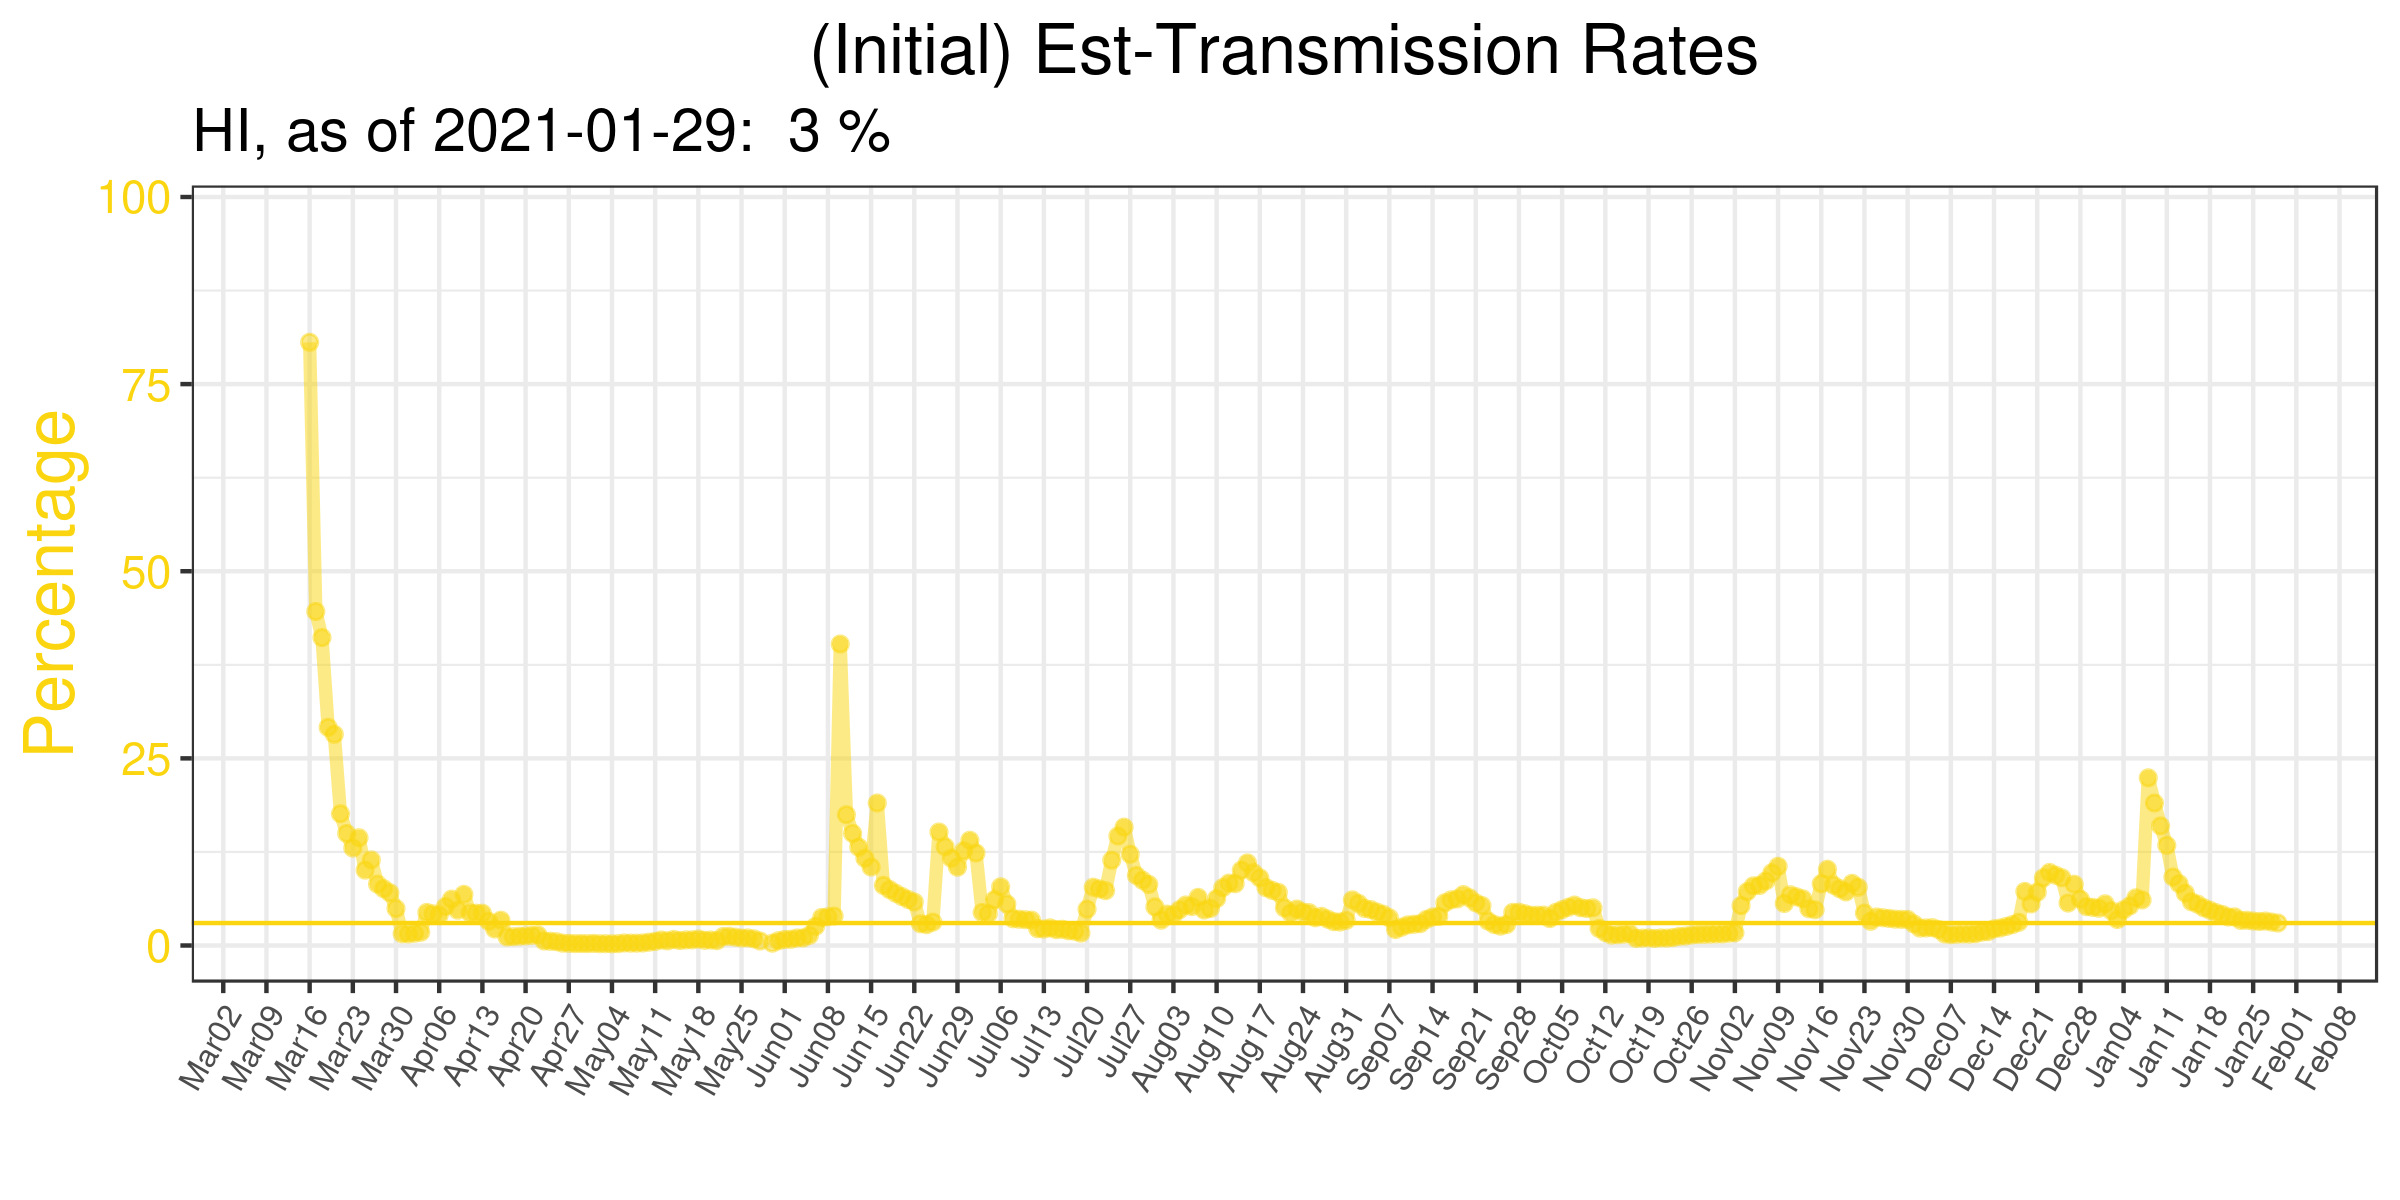 (Initial) Est-Transmission Rates
HI, as of 2021-01-29:  3 %
Percentage
100
75
50
25
0
Mar02
Mar09
Mar16
Mar23
Mar30
Apr06
Apr13
Apr20
Apr27
May04
May11
May18
May25
Jun01
Jun08
Jun15
Jun22
Jun29
Jul06
Jul13
Jul20
Jul27
Aug03
Aug10
Aug17
Aug24
Aug31
Sep07
Sep14
Sep21
Sep28
Oct05
Oct12
Oct19
Oct26
Nov02
Nov09
Nov16
Nov23
Nov30
Dec07
Dec14
Dec21
Dec28
Jan04
Jan11
Jan18
Jan25
Feb01
Feb08